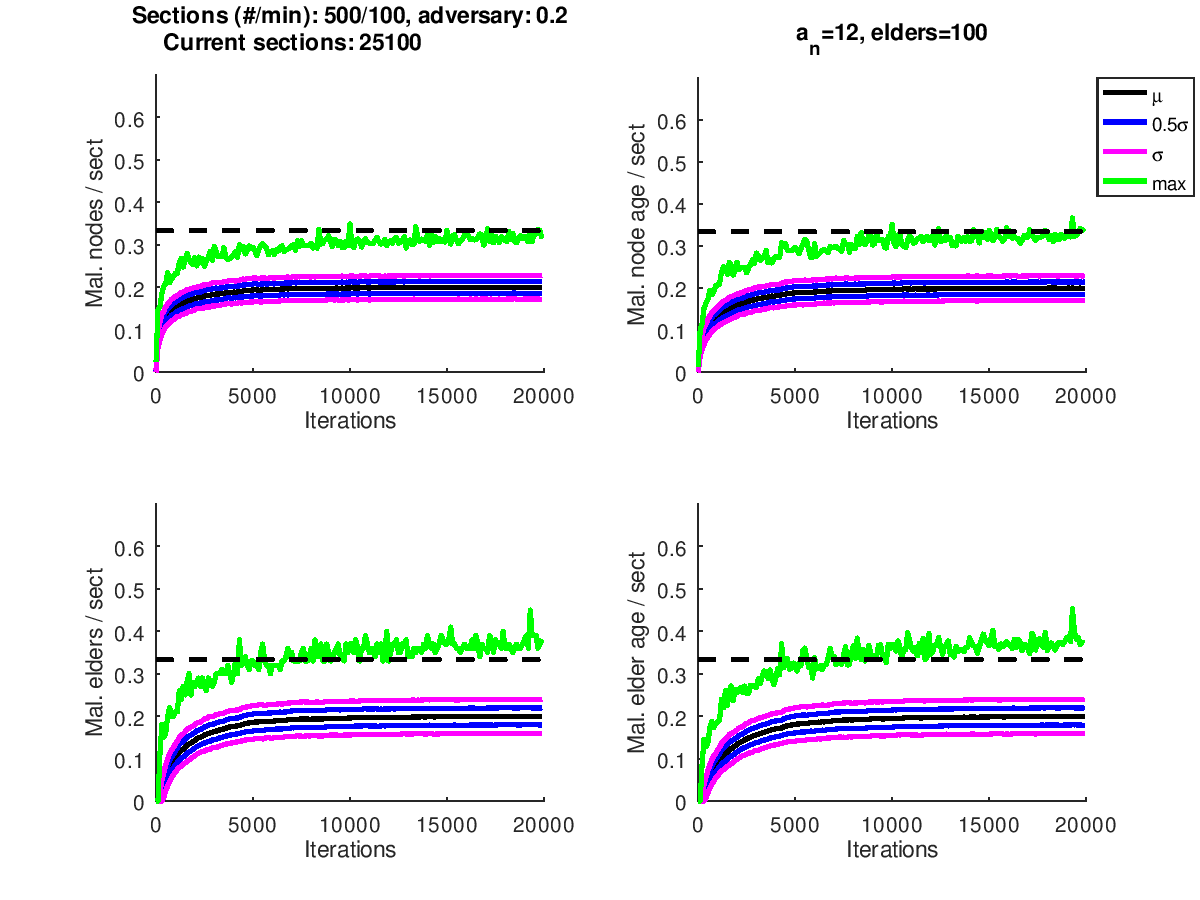 Sections (#/min): 500/100, adversary: 0.2
Current sections: 25100
a_n=12, elders=100
Mal. nodes / sect
0.6
0.5
0.4
0.3
0.2
0.1
0
0 5000 10000 15000 20000
Iterations
Mal. node age / sect
0.6
0.5
0.4
0.3
0.2
0.1
0
0 5000 10000 15000 20000
Iterations
μ
0.5σ
σ
max
Mal. elders / sect
0.6
0.5
0.4
0.3
0.2
0.1
0
0 5000 10000 15000 20000
Iterations
Mal. elder age / sect
0.6
0.5
0.4
0.3
0.2
0.1
0
0 5000 10000 15000 20000
Iterations